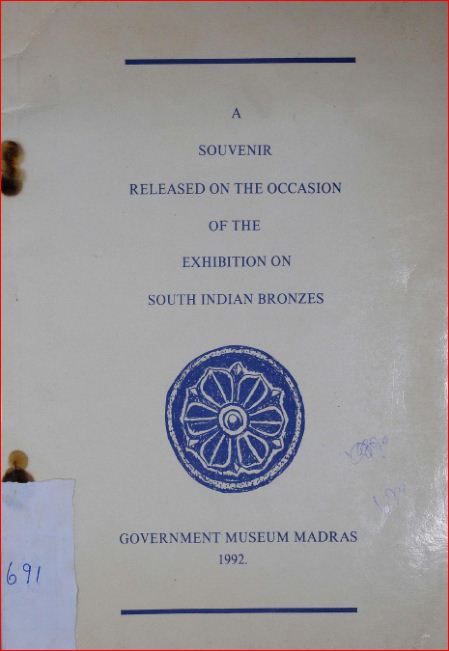 A
SOUVENIR
RELEASED ON THE OCCASION
OF THE
EXHIBITION ON
SOUTH INDIAN BRONZES
GOVERNMENT MUSEUM MADRAS
1992.
691